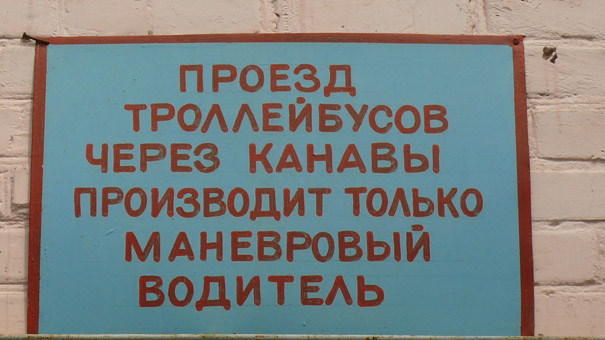 ПРОЕЗД
ТРОЛЛЕЙБУСОВ
ЧЕРЕЗ КАНАВЫ
ПРОИЗВОДИТ ТОЛЬКО
МАНЕВРОВЫЙ
ВОДИТЕЛЬ